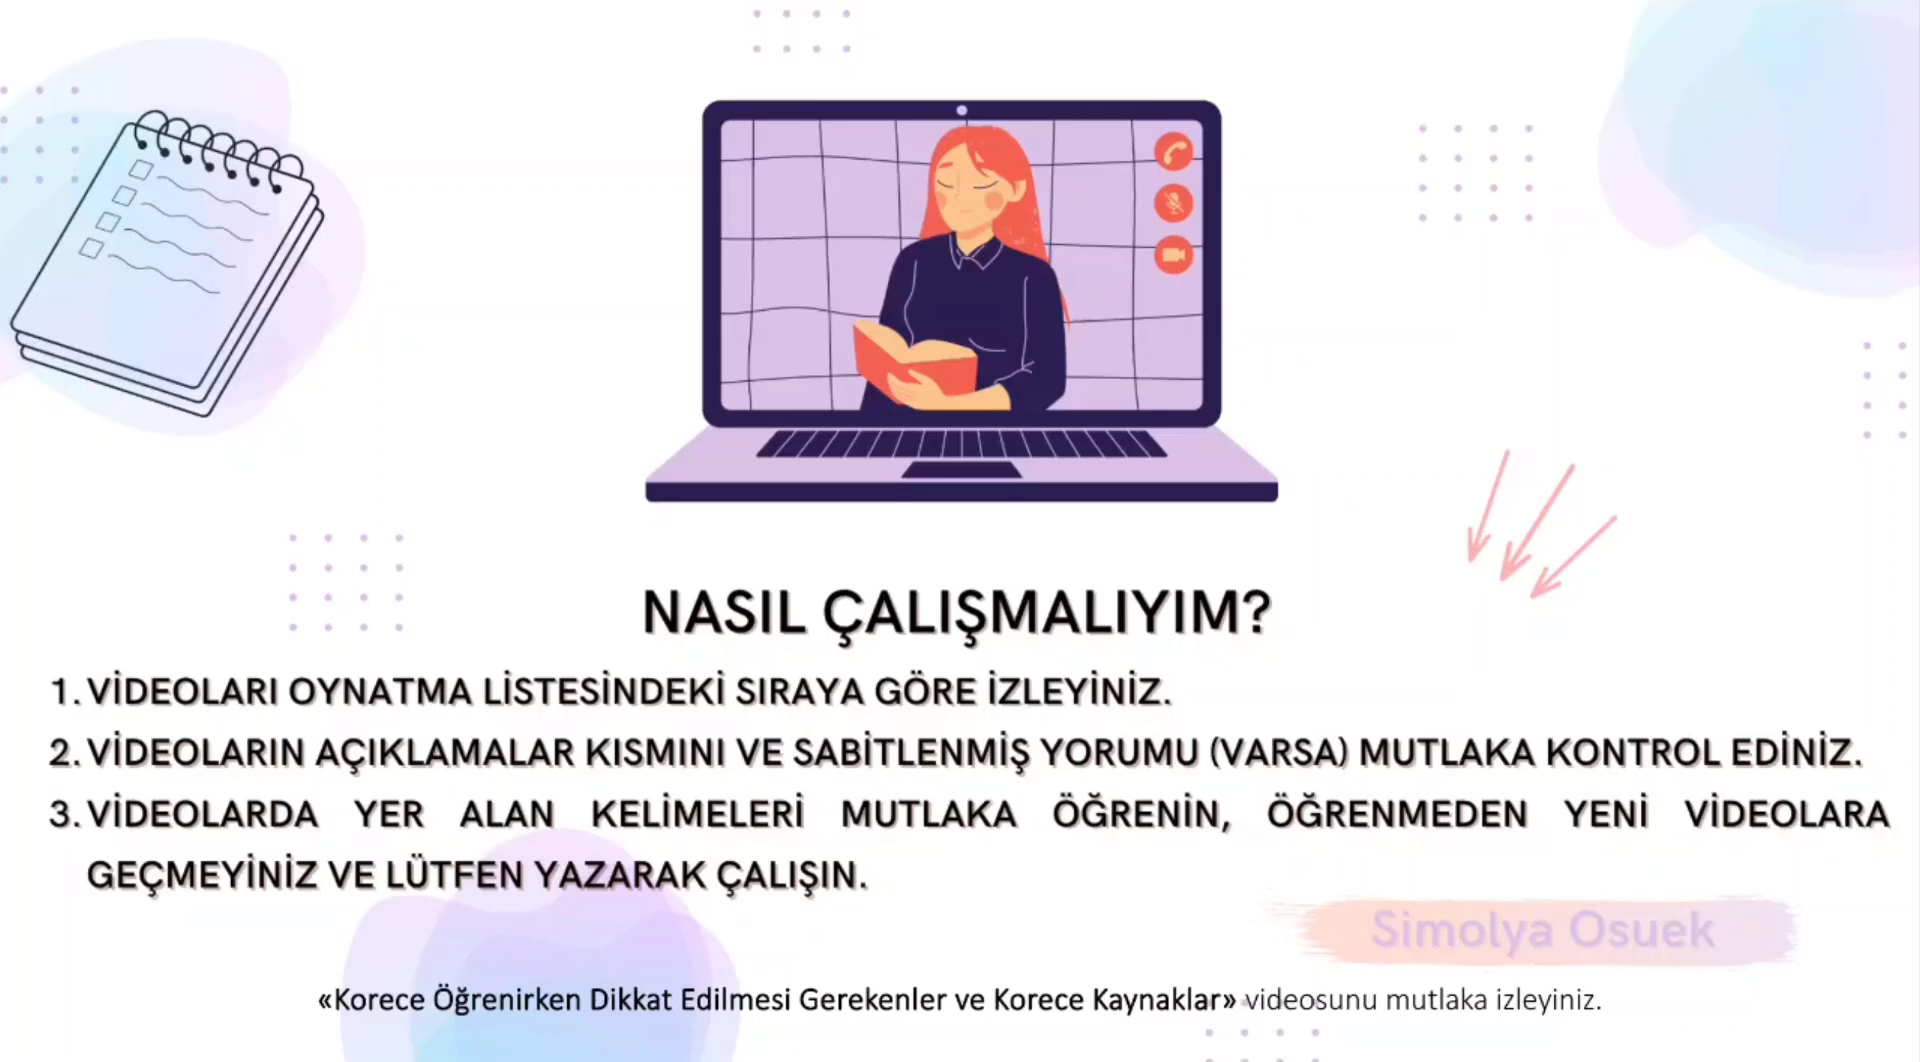 NASIL ÇALIŞMALIYIM?
1. VİDEOLARI OYNATMA LİSTESİNDEKİ SIRAYA GÖRE İZLEYİNİZ.
2. VİDEOLARIN AÇIKLAMALAR KISMINI VE SABİTLENMİŞ YORUMU (VARSA) MUTLAKA KONTROL EDİNİZ.
3. VİDEOLARDA YER ALAN KELİMELERİ MUTLAKA ÖĞRENİN, ÖĞRENMEDEN YENİ VİDEOLARA
GEÇMEYİNİZ VE LÜTFEN YAZARAK ÇALIŞIN.
Simolya Osuek
«Korece Öğrenirken Dikkat Edilmesi Gerekenler ve Korece Kaynaklar» videosunu mutlaka izleyiniz.